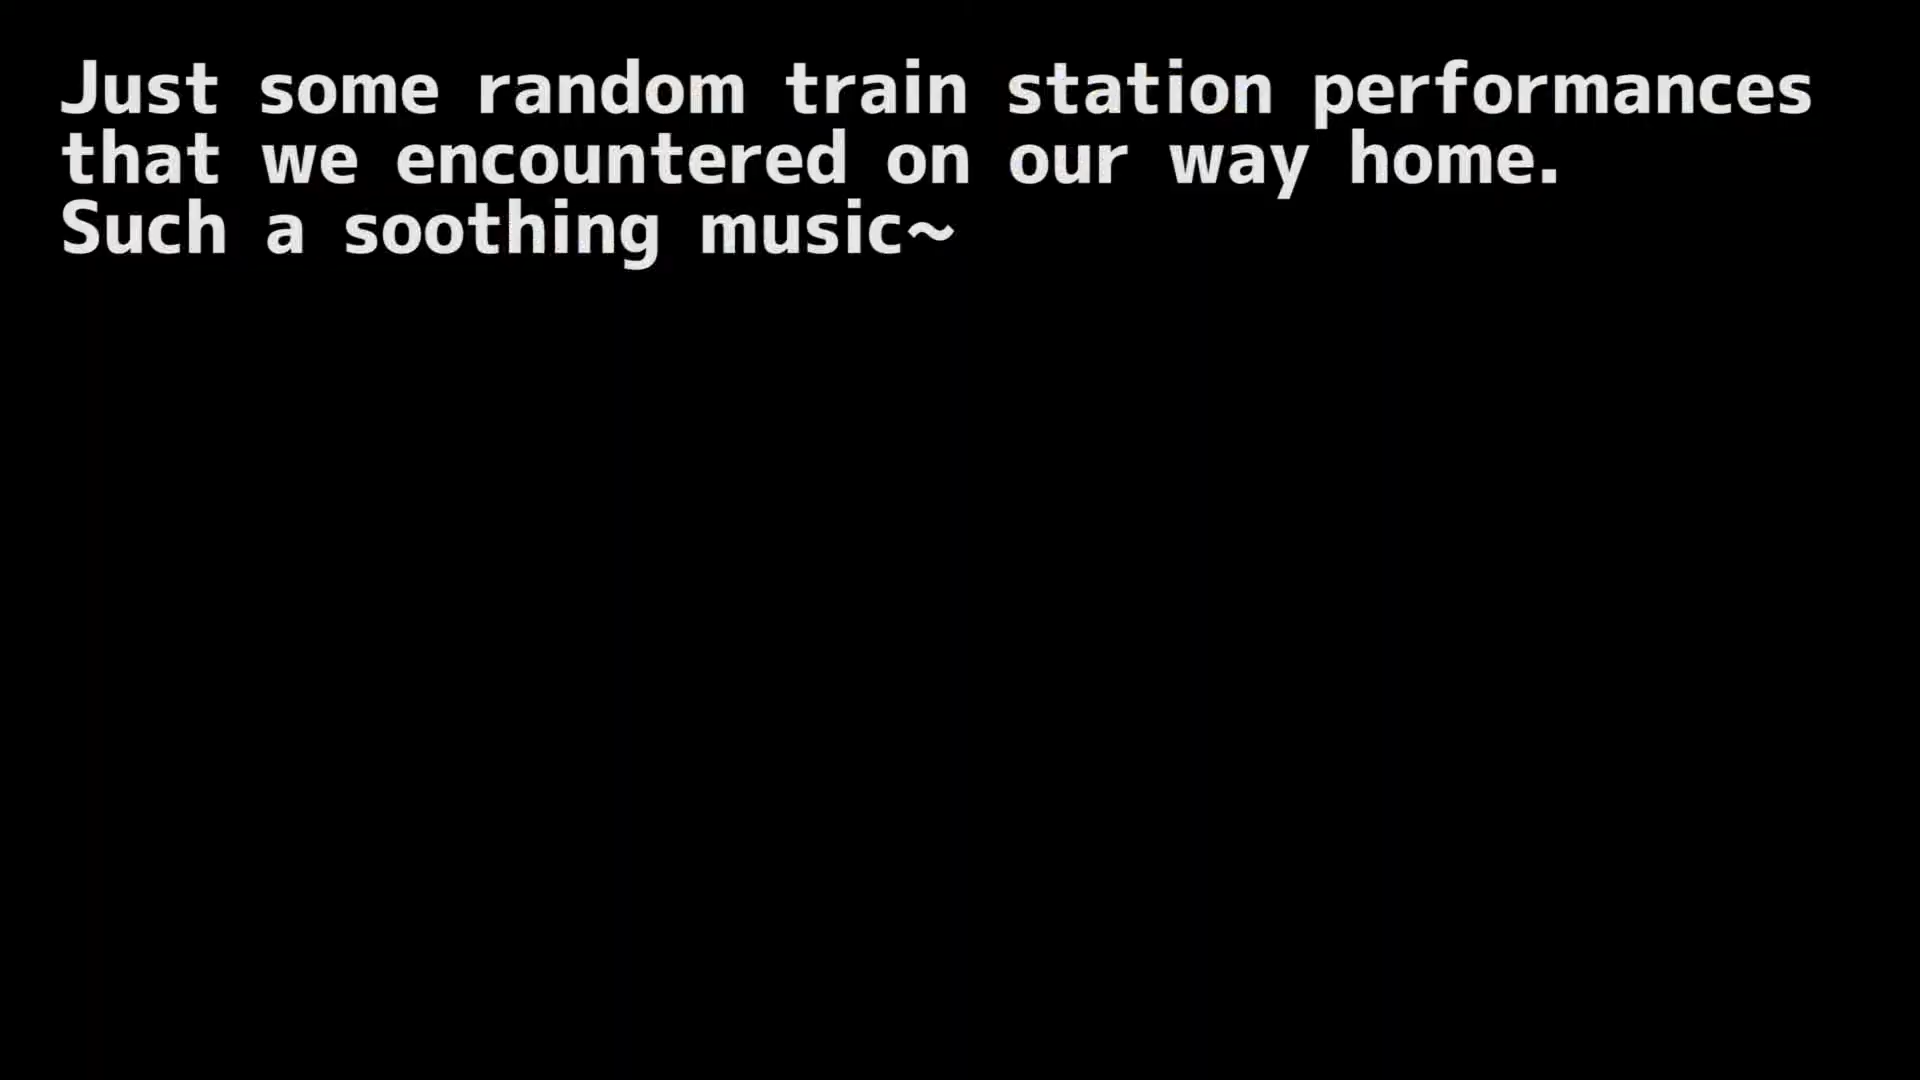 Just some random train station performances
that we encountered on our way home.
Such a soothing music~